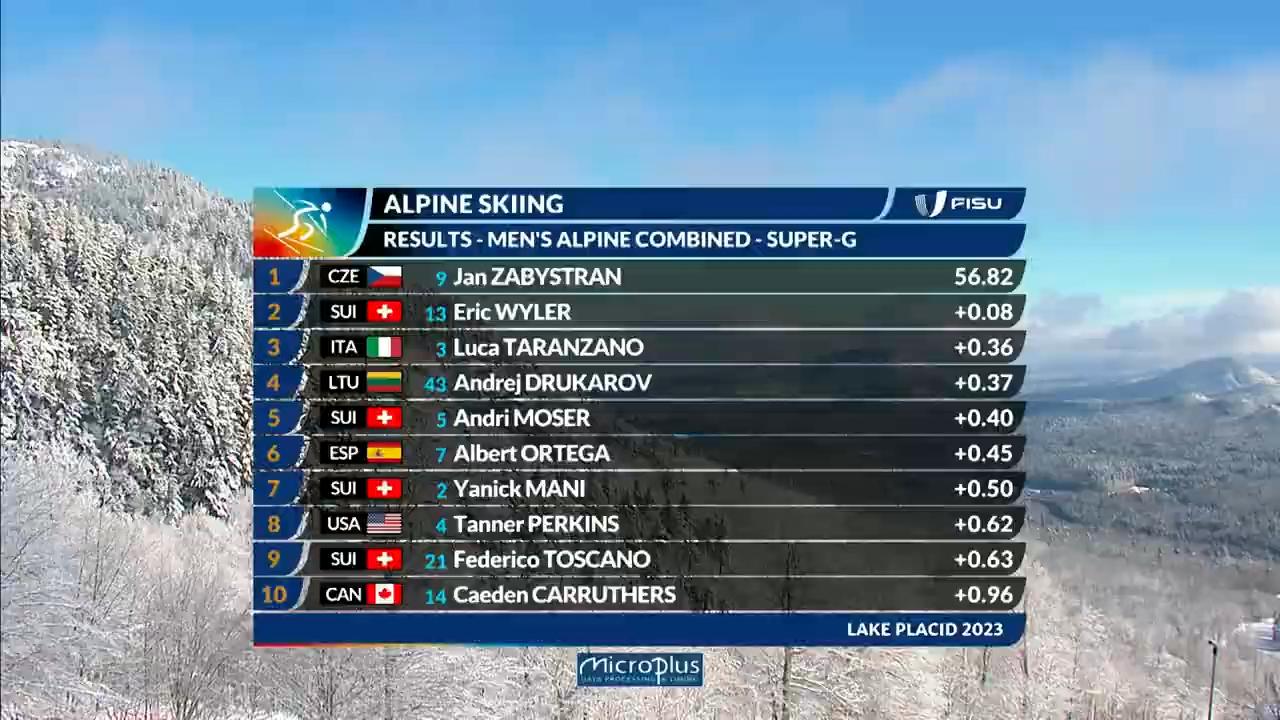 ALPINE SKIING
FISU
RESULTS - MEN'S ALPINE COMBINED - SUPER-G
1 CZE 9 Jan ZABYSTRAN 56.82
2 SUI 13 Eric WYLER +0.08
3 ITA 3 Luca TARANZANO +0.36
4 LTU 43 Andrej DRUKAROV +0.37
5 SUI 5 Andri MOSER +0.40
6 ESP 7 Albert ORTEGA +0.45
7 SUI 2 Yanick MANI +0.50
8 USA 4 Tanner PERKINS +0.62
9 SUI 21 Federico TOSCANO +0.63
10 CAN 14 Caeden CARRUTHERS +0.96
LAKE PLACID 2023
Microplus
DATA PROCESSING & TIMING